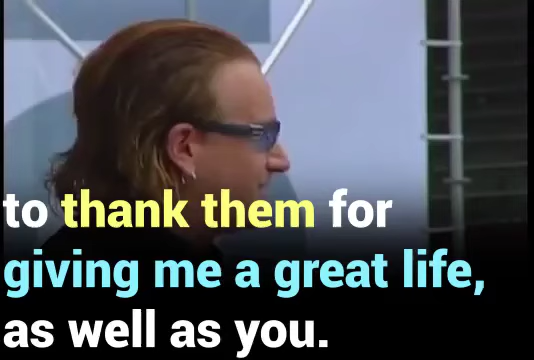 to thank them for
giving me a great life,
as well as you.